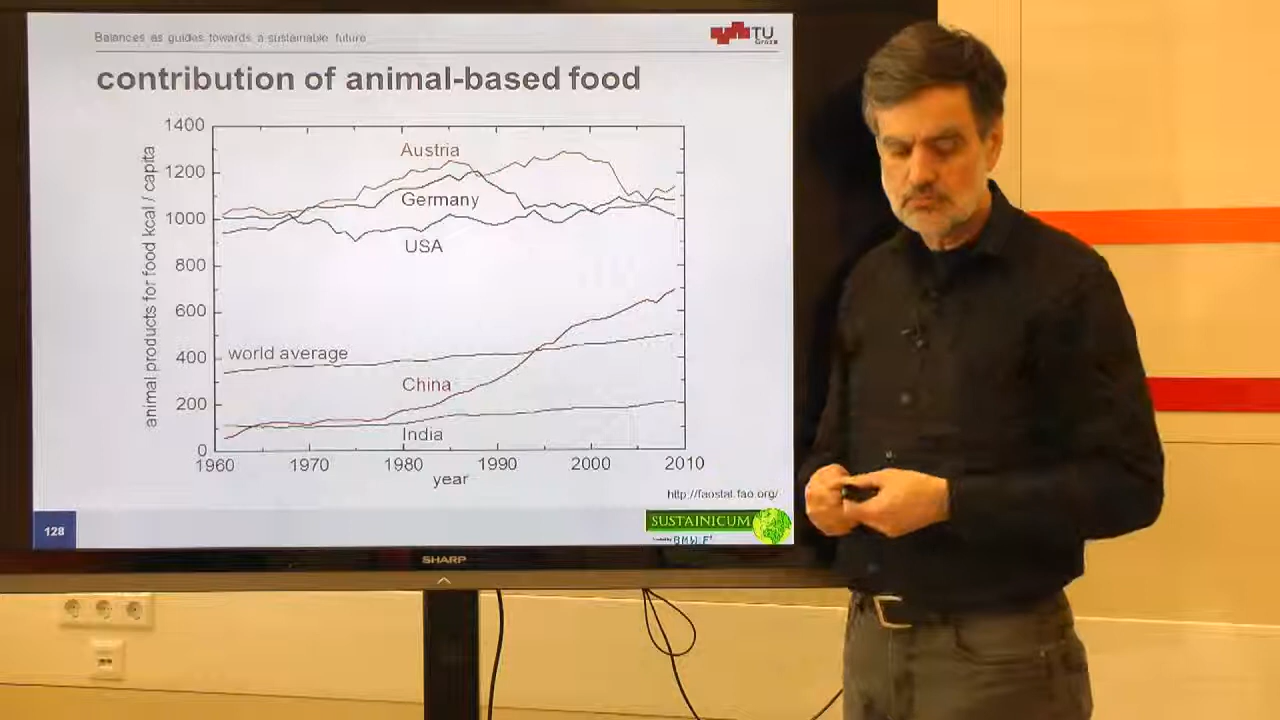 Balances as guides towards a sustainable future
TU
Graz
contribution of animal-based food
animal products for food kcal / capita
1400
1200
1000
800
600
400
200
0
Austria
Germany
USA
world average
China
India
1960 1970 1980 1990 2000 2010
year
http://faostat.fao.org/
128
SUSTAINICUM
BMWF
SHARP